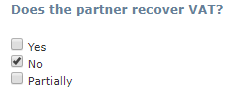 Does the partner recover VAT?
Yes
No
Partially